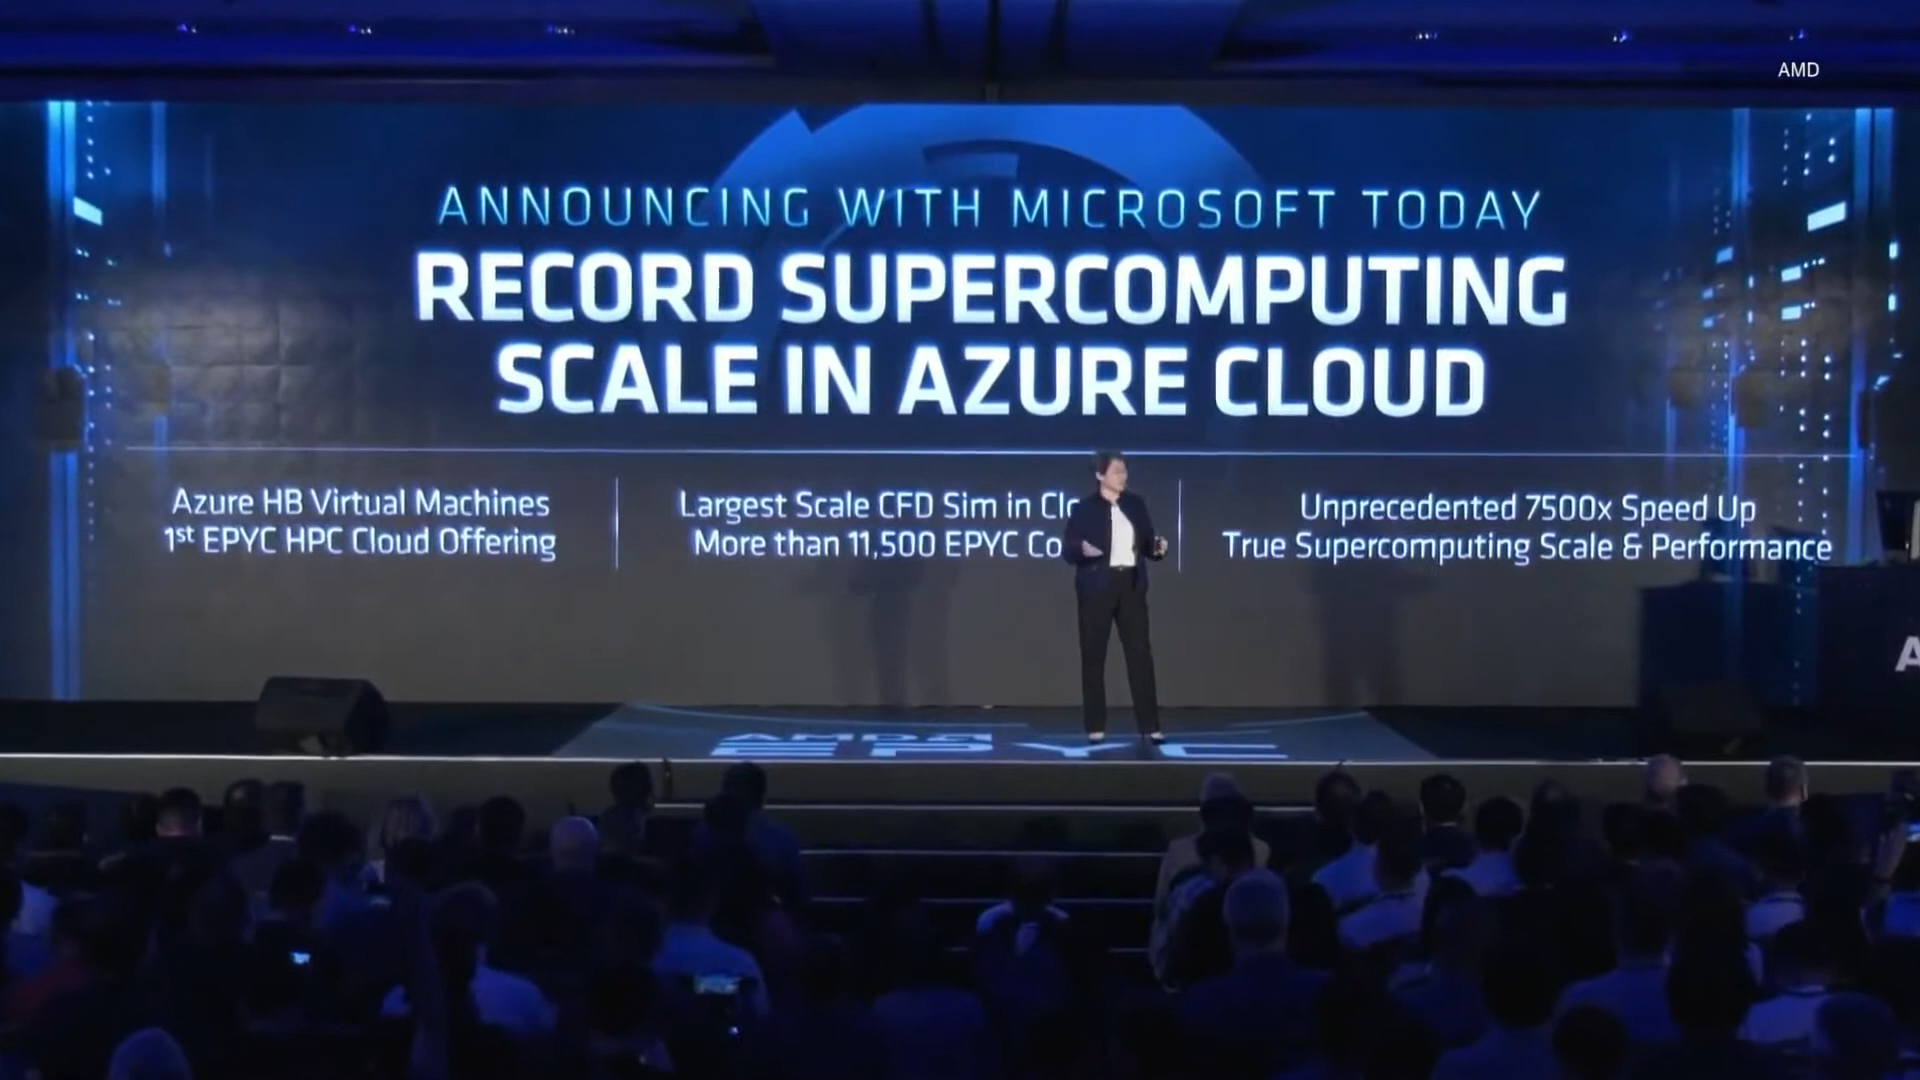 AMD
ANNOUNCING WITH MICROSOFT TODAY
RECORD SUPERCOMPUTING
SCALE IN AZURE CLOUD
Azure HB Virtual Machines
1st EPYC HPC Cloud Offering
Largest Scale CFD Sim in
More than 11,500 EPYC
Unprecedented 7500x Speed Up
True Supercomputing Scale & Performance
AMD
EPYC